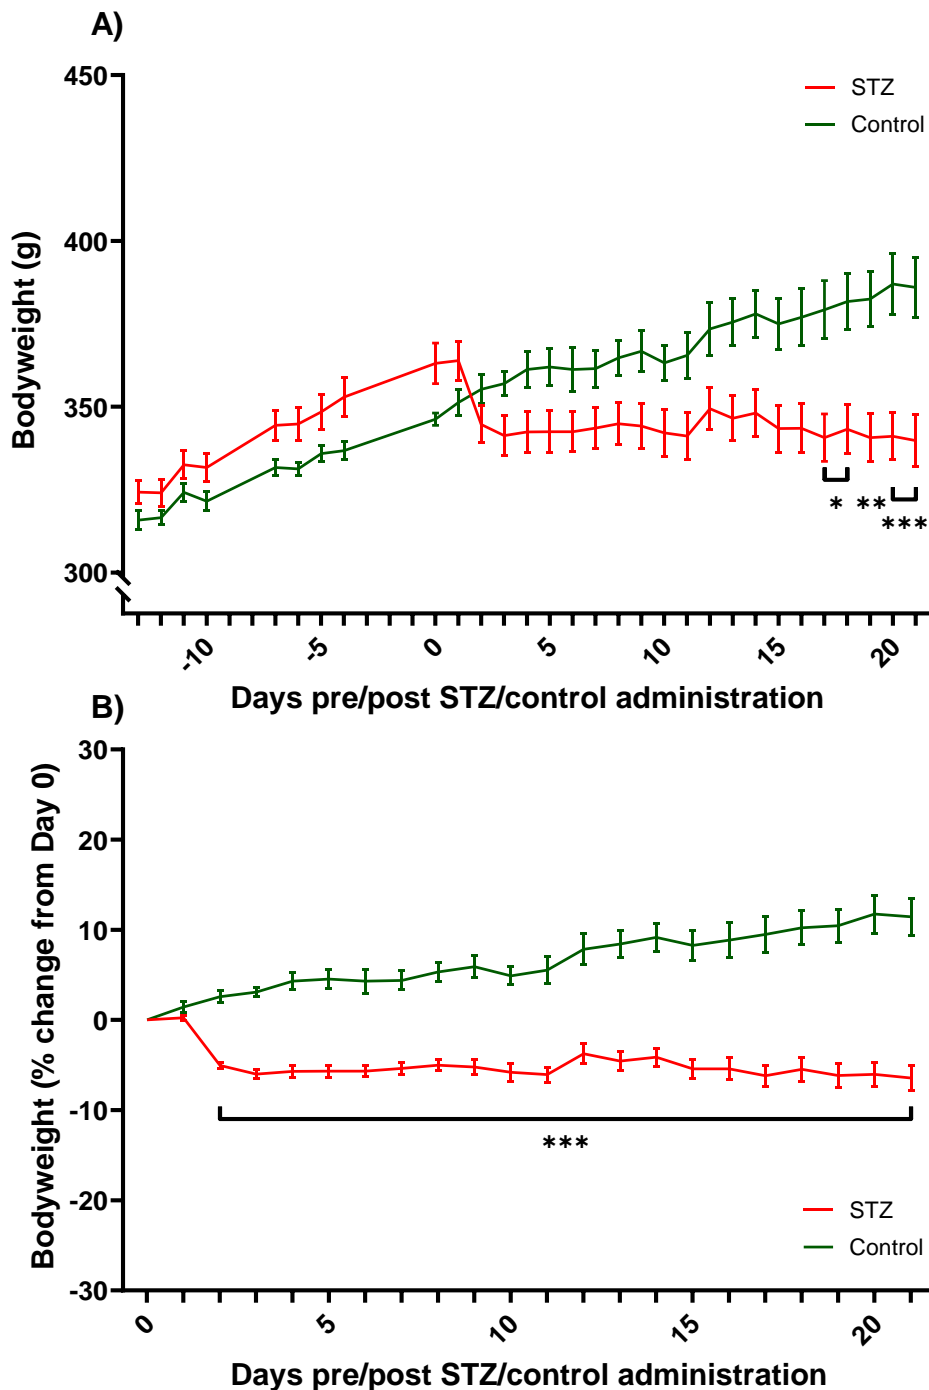 A)
450
400
350
300
Bodyweight (g)
STZ
Control
* ** ***
-10 -5 0 5 10 15 20
Days pre/post STZ/control administration
B)
30
20
10
0
-10
-20
-30
Bodyweight (% change from Day 0)
***
STZ
Control
0 5 10 15 20
Days pre/post STZ/control administration